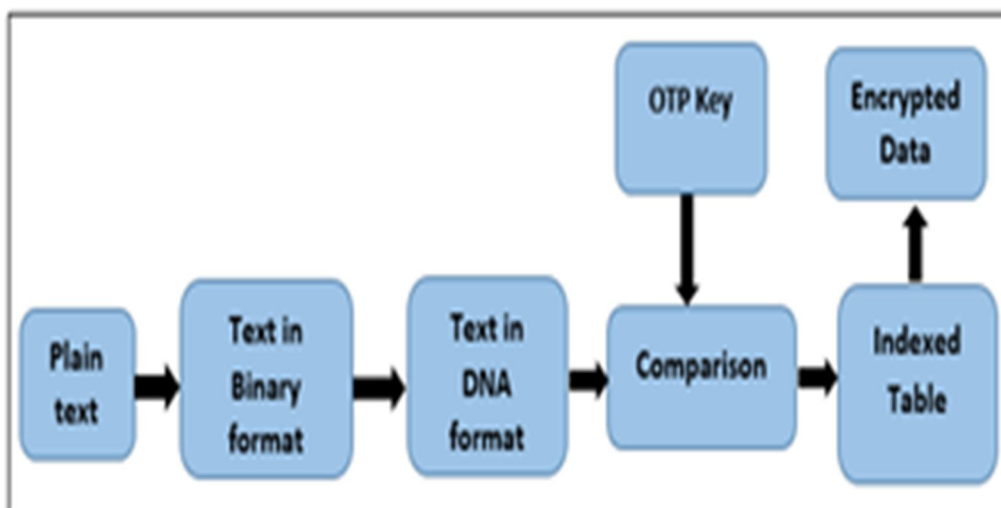 OTP Key
Encrypted
Data
Plain
text
Text in
Binary
format
Text in
DNA
format
Comparison
Indexed
Table